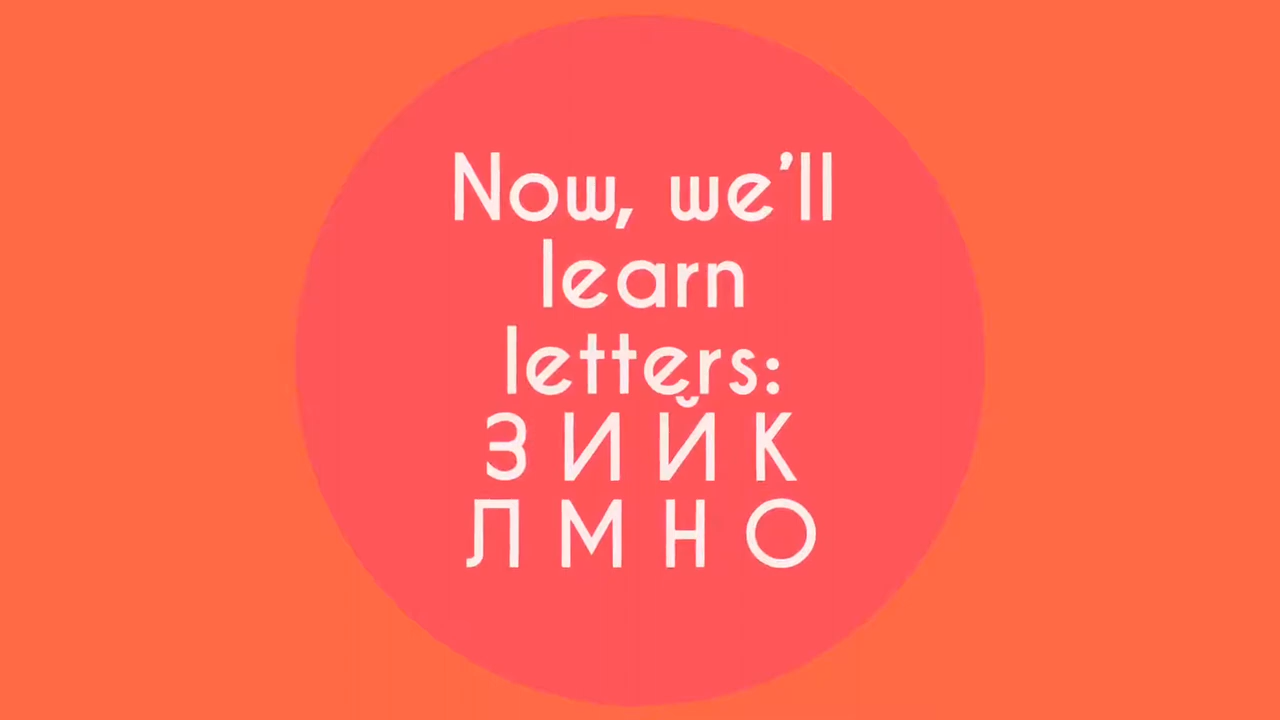 Now, we'll
learn
letters:
З И Й К
Л М Н О